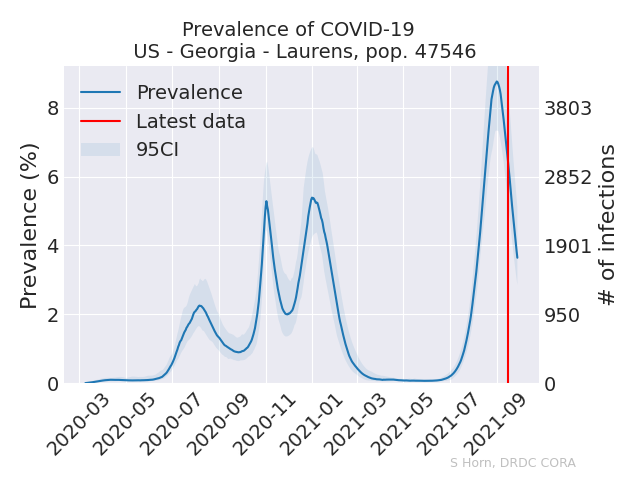 Prevalence of COVID-19
US - Georgia - Laurens, pop. 47546
Prevalence
Latest data
95CI
Prevalence (%)
8
6
4
2
0
3803
2852
1901
950
0
# of infections
2020-03
2020-05
2020-07
2020-09
2020-11
2021-01
2021-03
2021-05
2021-07
2021-09
S Horn, DRDC CORA